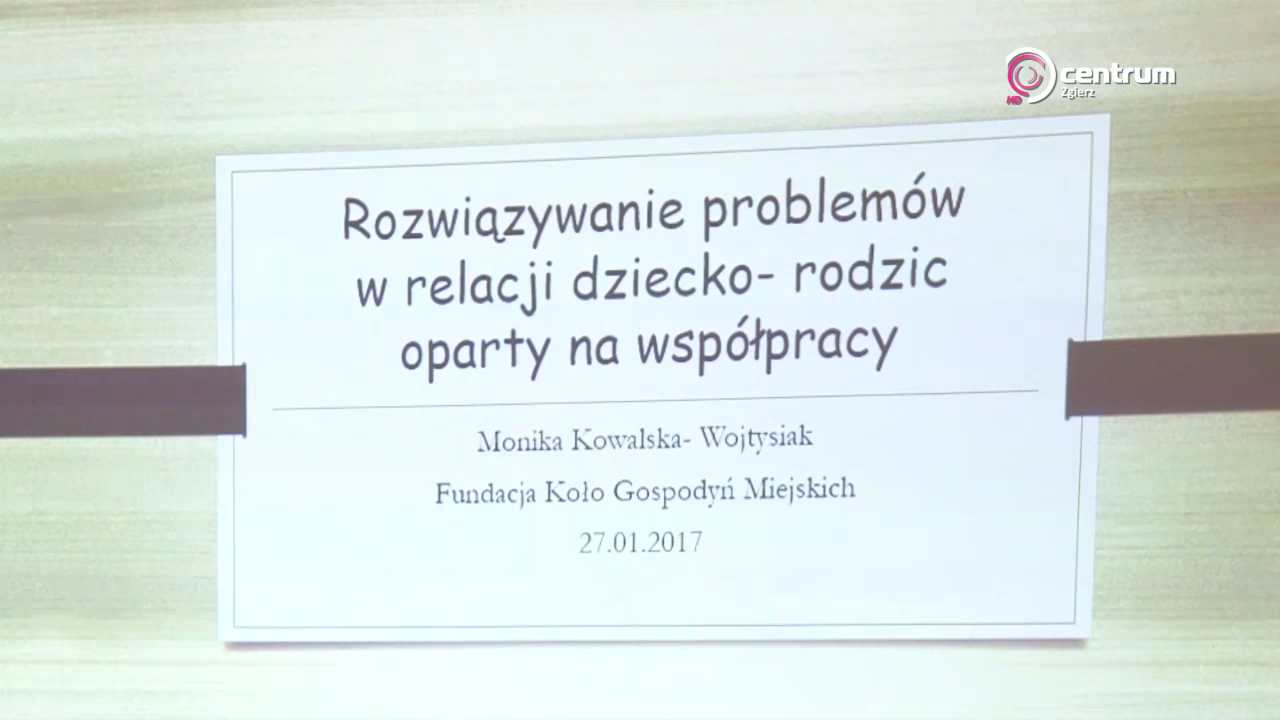 centrum
Zgierz
HD
Rozwiązywanie problemów
w relacji dziecko- rodzic
oparty na współpracy
Monika Kowalska- Wojtysiak
Fundacja Koło Gospodyń Miejskich
27.01.2017